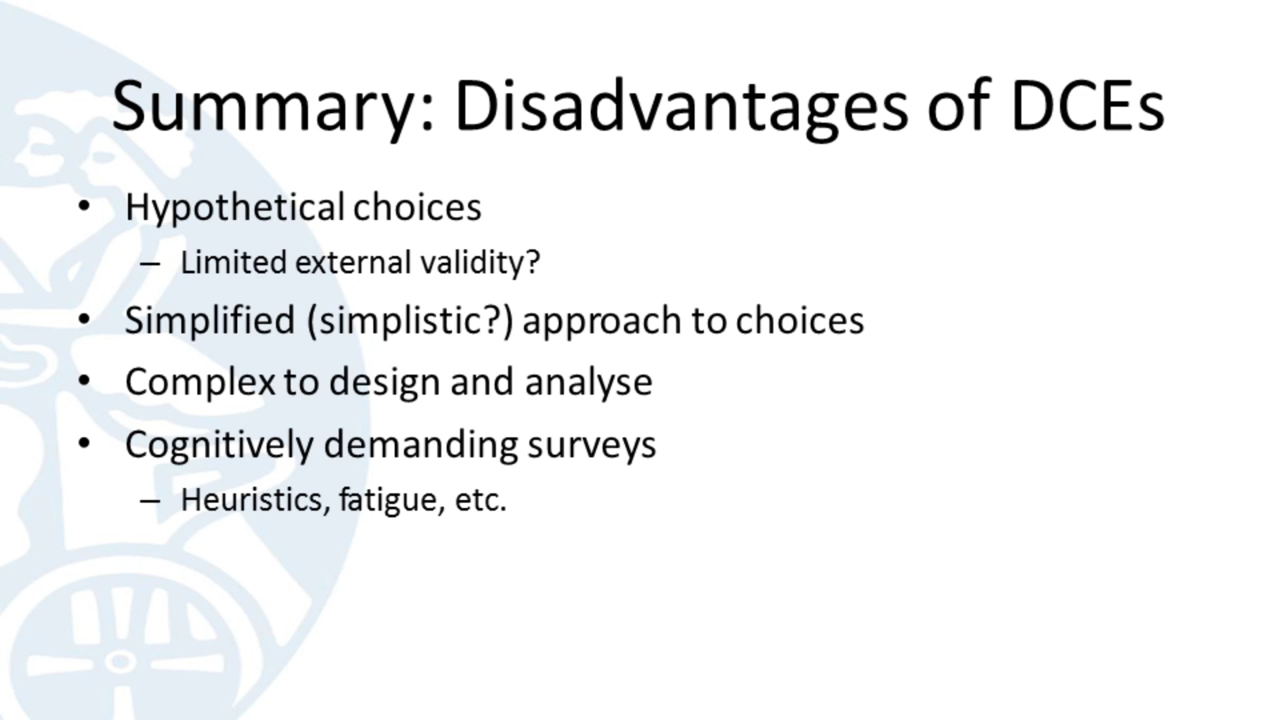 Summary: Disadvantages of DCEs
• Hypothetical choices
– Limited external validity?
• Simplified (simplistic?) approach to choices
• Complex to design and analyse
• Cognitively demanding surveys
– Heuristics, fatigue, etc.